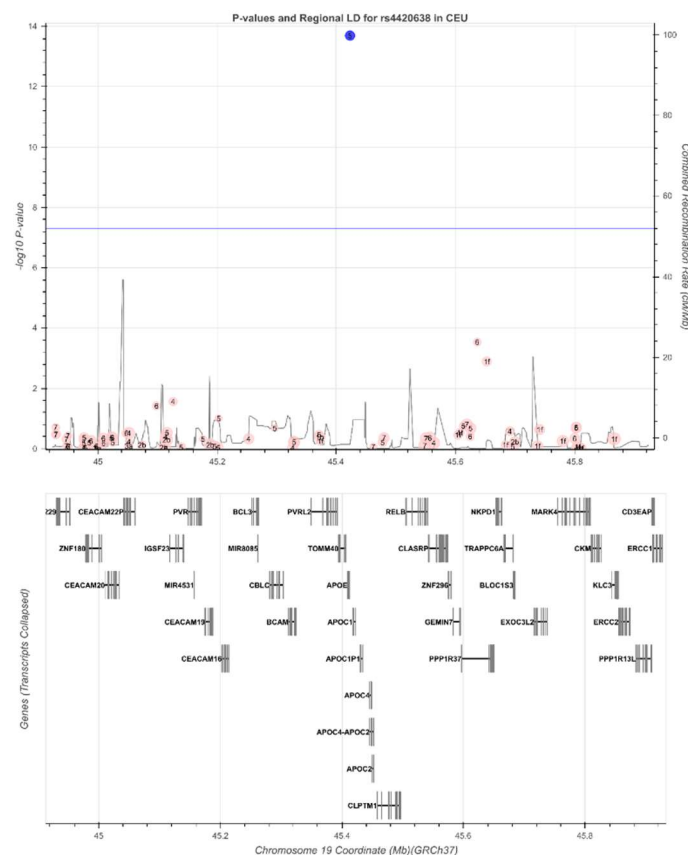 P-values and Regional LD for rs4420638 in CEU
14
12
10
8
6
4
2
0
-log10 P-value
100
80
60
40
20
0
Combined Recombination Rate (cM/Mb)
45
45.2
45.4
45.6
45.8
229 CEACAM22P PVR BCL3 PVRL2 RELB NKPD1 MARK4 CD3EAP
ZNF180 IGSF23 MIR8085 TOMM40 CLASRP TRAPPC6A CKM ERCC1
CEACAM20 MIR4531 CBLC APOE ZNF296 BLOC1S3 KLC3
CEACAM19 BCAM APOC1 GEMIN7 EXOC3L2 ERCC2
CEACAM16 APOC1P1 PPP1R37 PPP1R13L
APOC4
APOC4-APOC2
APOC2
CLPTM1
Genes (Transcripts Collapsed)
45
45.2
45.4
45.6
45.8
Chromosome 19 Coordinate (Mb)(GRCh37)